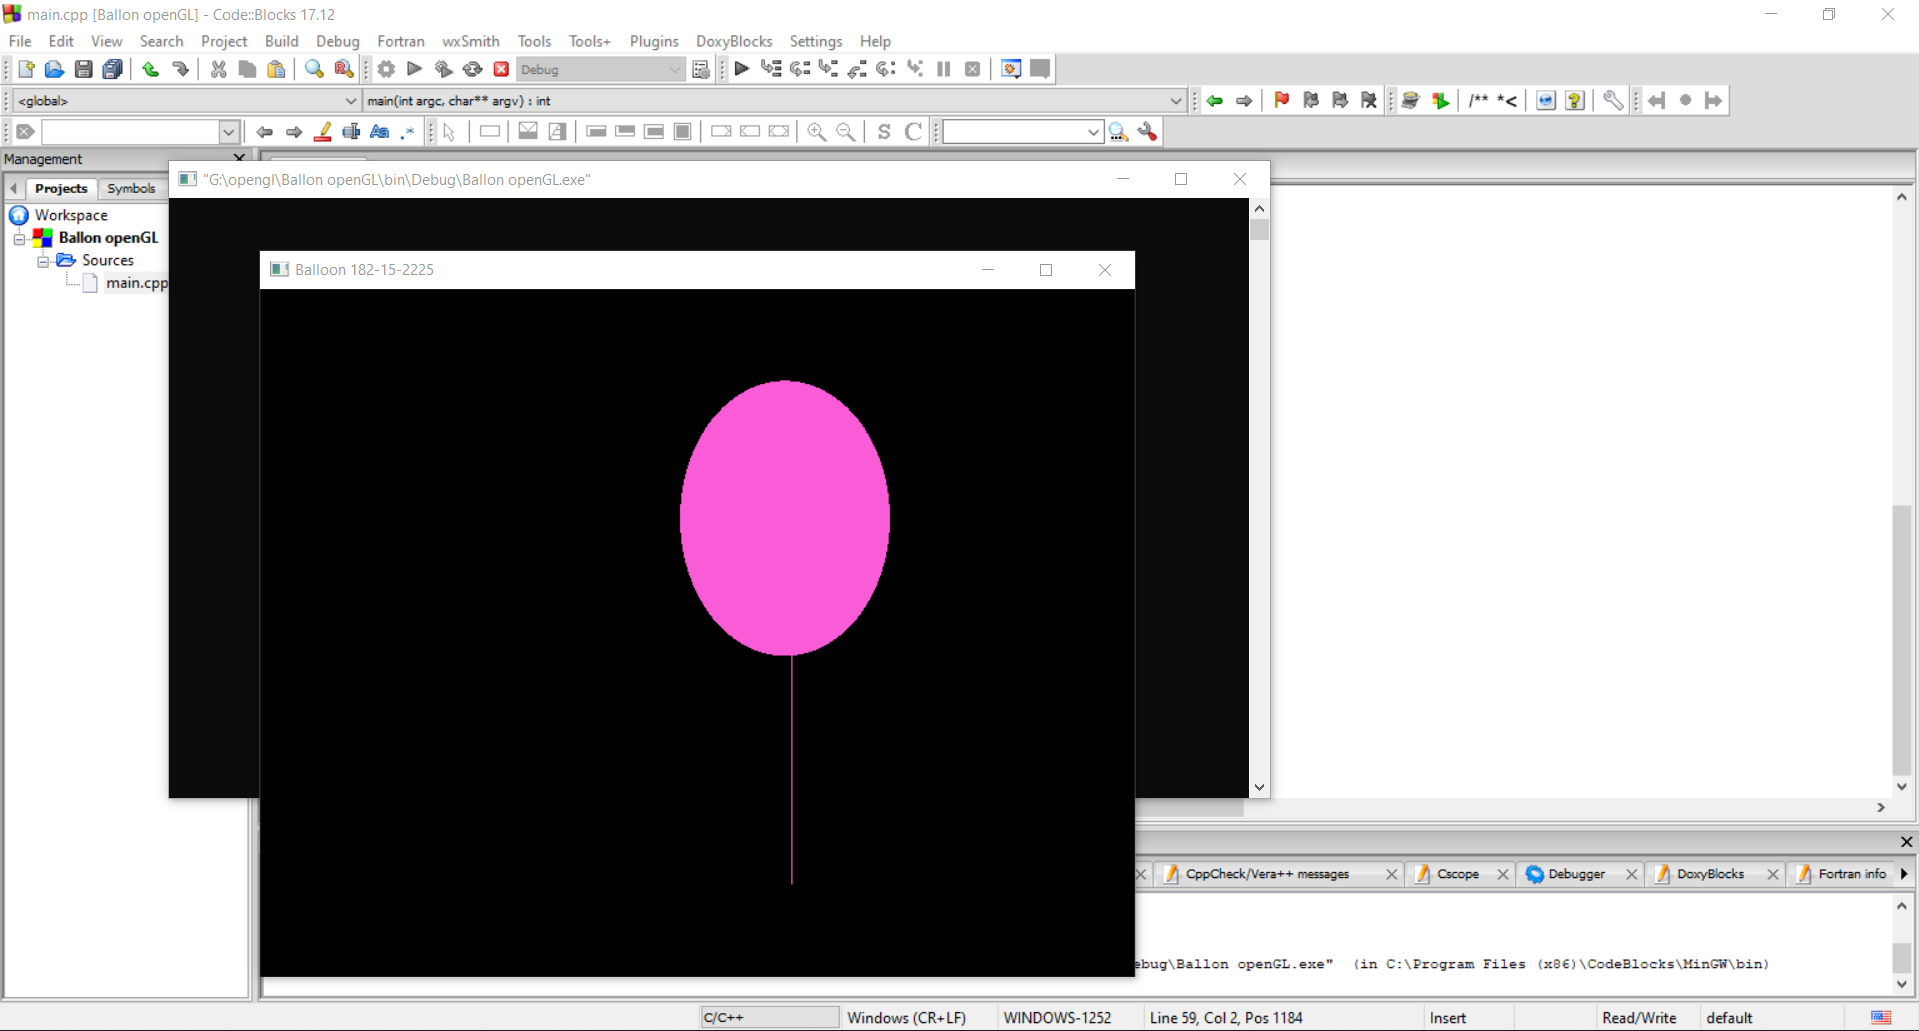 main.cpp [Ballon openGL] - Code::Blocks 17.12
File Edit View Search Project Build Debug Fortran wxSmith Tools Tools+ Plugins DoxyBlocks Settings Help
Debug
<global> main(int argc, char** argv) : int /** *<
Aa .* S C
Management
Projects Symbols
"G:\opengl\Ballon openGL\bin\Debug\Ballon openGL.exe"
Workspace
Ballon openGL
Sources
main.cpp
Balloon 182-15-2225
CppCheck/Vera++ messages Cscope Debugger DoxyBlocks Fortran info
ebug\Ballon openGL.exe" (in C:\Program Files (x86)\CodeBlocks\MinGW\bin)
C/C++ Windows (CR+LF) WINDOWS-1252 Line 59, Col 2, Pos 1184 Insert Read/Write default